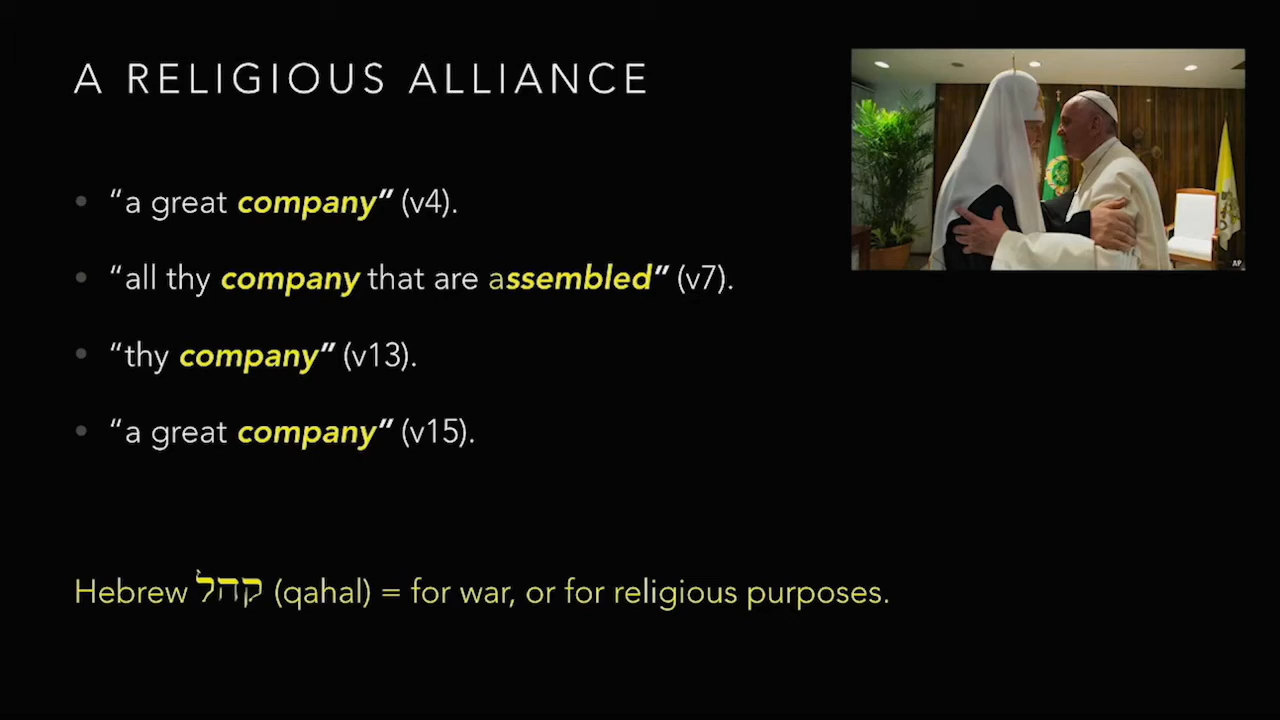 A RELIGIOUS ALLIANCE
• “a great company” (v4).
• “all thy company that are assembled” (v7).
• “thy company” (v13).
• “a great company” (v15).
Hebrew קהל (qahal) = for war, or for religious purposes.
AP